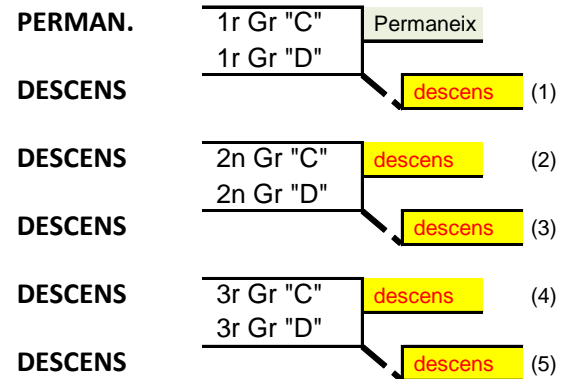 PERMAN. 1r Gr "C" Permaneix
1r Gr "D"
DESCENS descens (1)
DESCENS 2n Gr "C" descens (2)
2n Gr "D"
DESCENS descens (3)
DESCENS 3r Gr "C" descens (4)
3r Gr "D"
DESCENS descens (5)